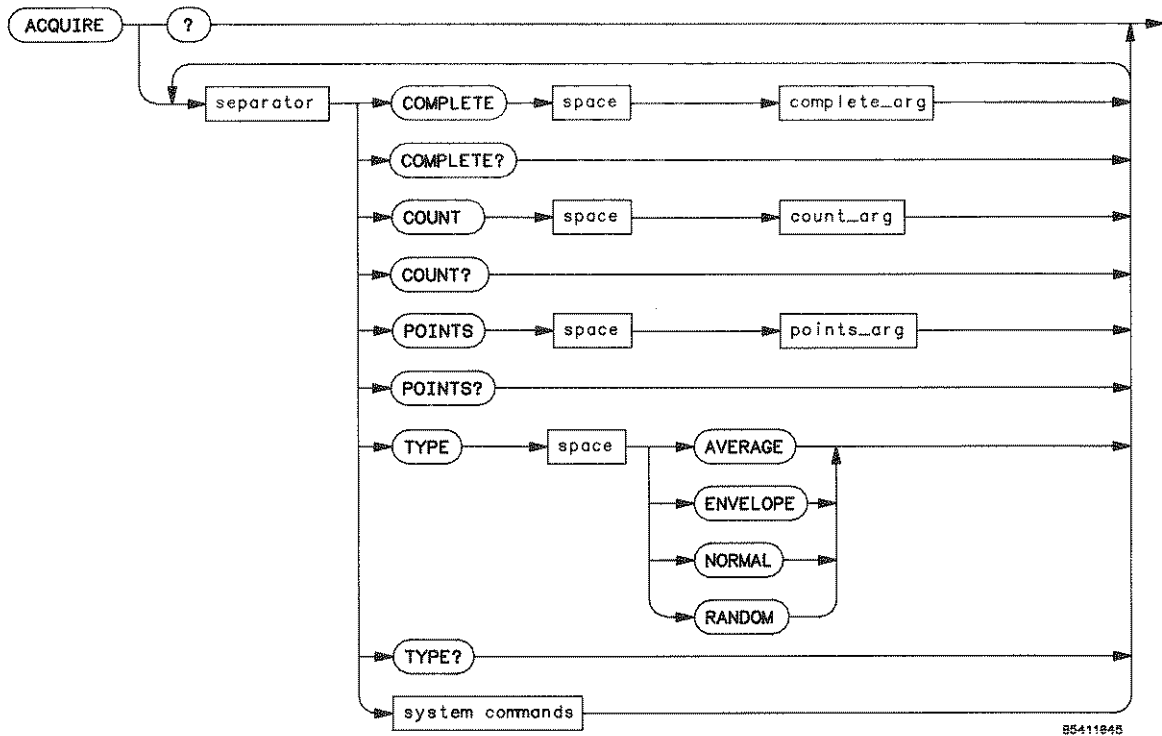 ACQUIRE ?
separator COMPLETE space complete_arg
COMPLETE?
COUNT space count_arg
COUNT?
POINTS space points_arg
POINTS?
TYPE space AVERAGE
ENVELOPE
NORMAL
RANDOM
TYPE?
system commands
85411845